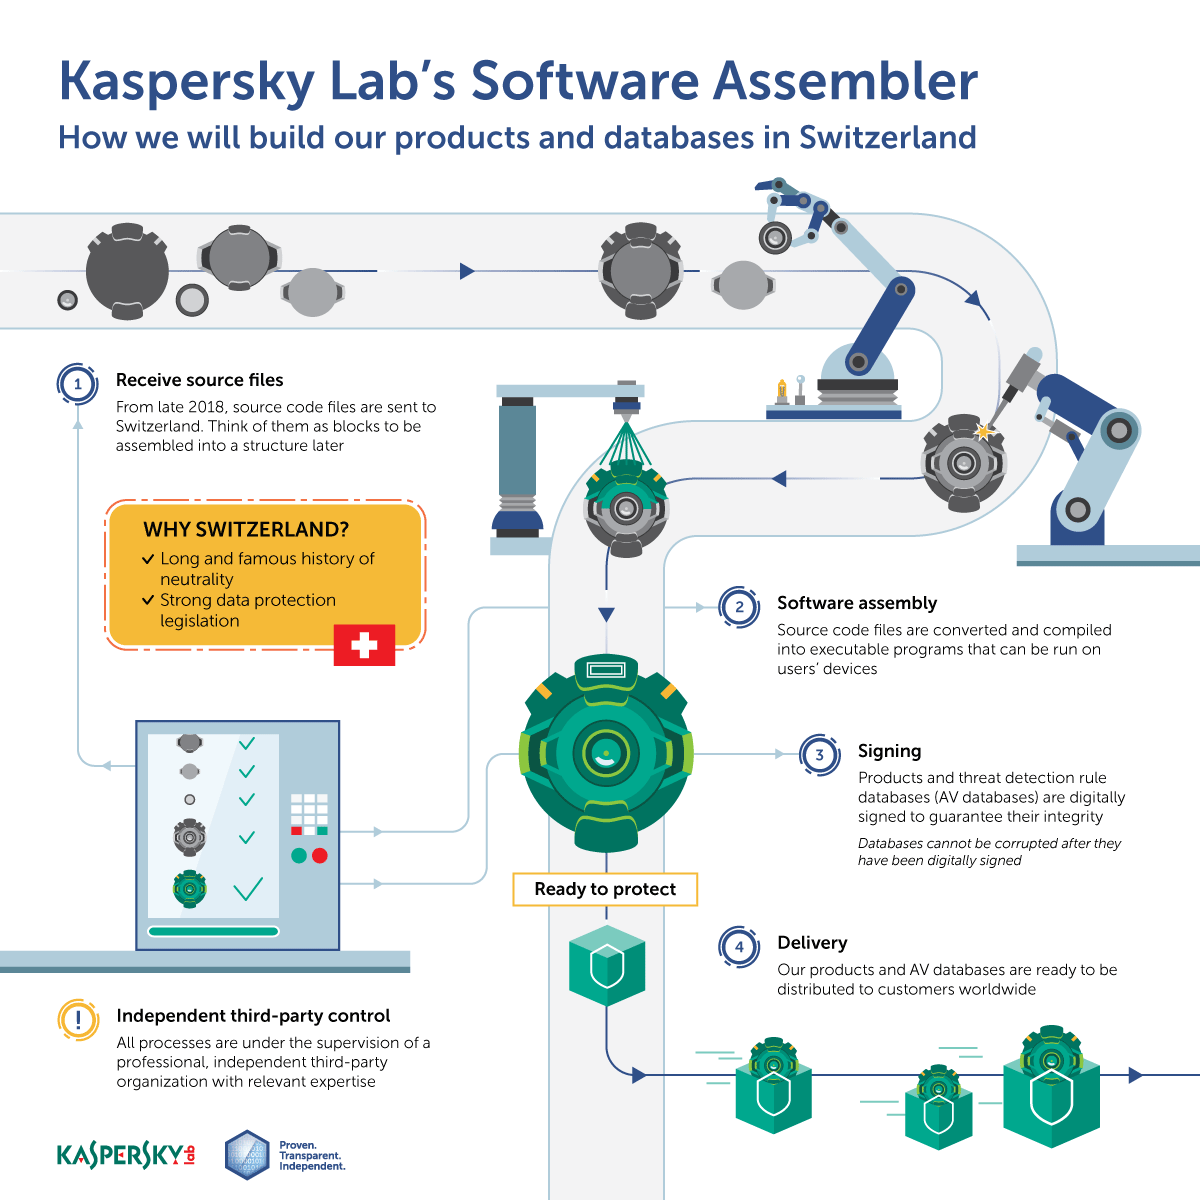 Kaspersky Lab’s Software Assembler
How we will build our products and databases in Switzerland
1
Receive source files
From late 2018, source code files are sent to
Switzerland. Think of them as blocks to be
assembled into a structure later
WHY SWITZERLAND?
Long and famous history of
neutrality
Strong data protection
legislation
2
Software assembly
Source code files are converted and compiled
into executable programs that can be run on
users’ devices
3
Signing
Products and threat detection rule
databases (AV databases) are digitally
signed to guarantee their integrity
Databases cannot be corrupted after they
have been digitally signed
Ready to protect
4
Delivery
Our products and AV databases are ready to be
distributed to customers worldwide
!
Independent third-party control
All processes are under the supervision of a
professional, independent third-party
organization with relevant expertise
KASPERSKY lab
Proven.
Transparent.
Independent.